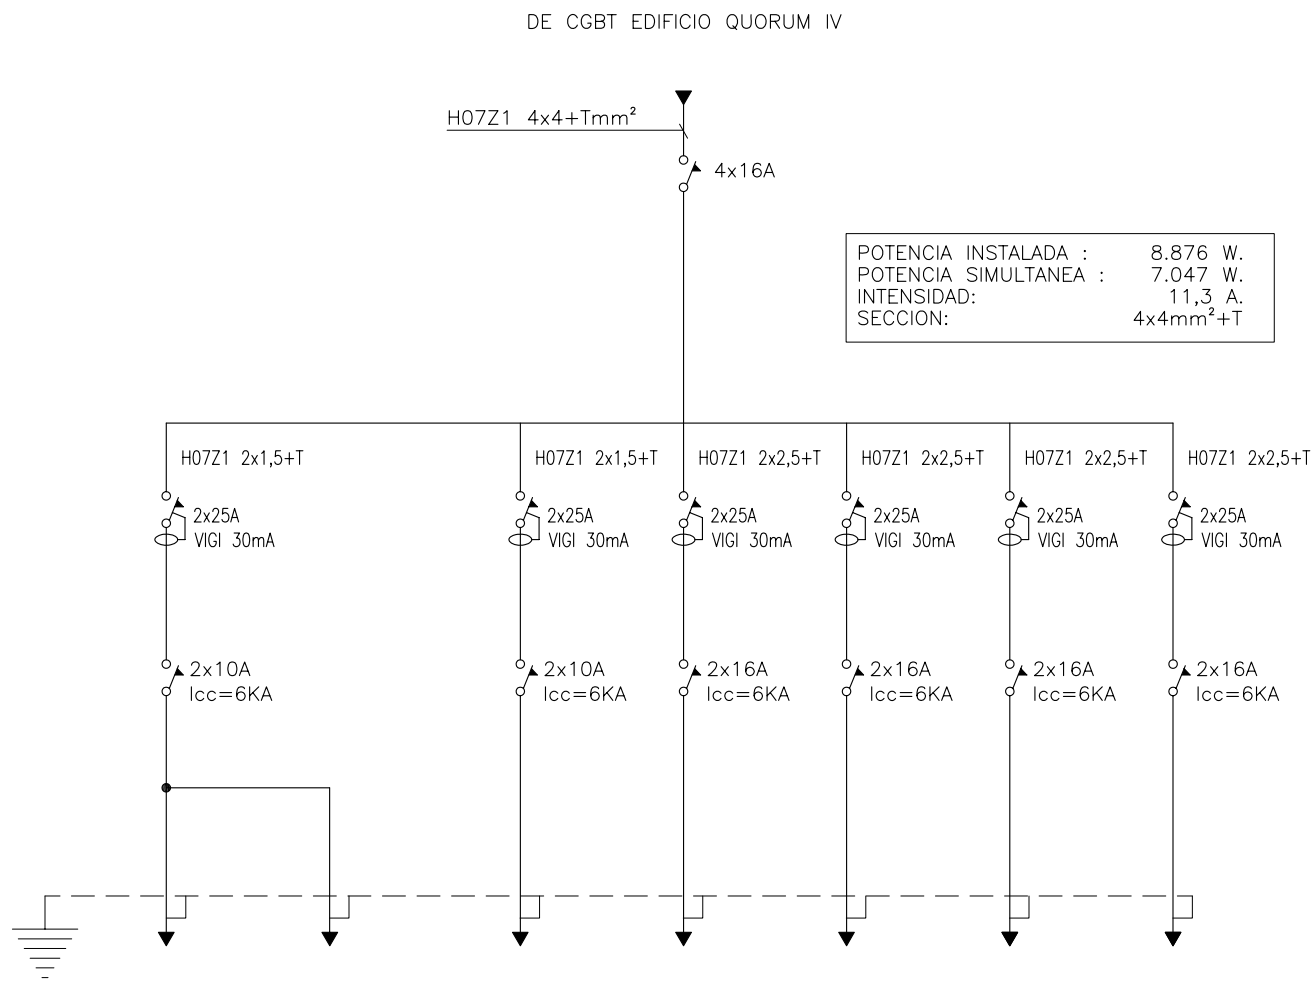 DE CGBT EDIFICIO QUORUM IV
H07Z1 4x4+Tmm²
4x16A
POTENCIA INSTALADA : 8.876 W.
POTENCIA SIMULTANEA : 7.047 W.
INTENSIDAD: 11,3 A.
SECCION: 4x4mm²+T
H07Z1 2x1,5+T H07Z1 2x1,5+T H07Z1 2x2,5+T H07Z1 2x2,5+T H07Z1 2x2,5+T H07Z1 2x2,5+T
2x25A 2x25A 2x25A 2x25A 2x25A 2x25A
VIGI 30mA VIGI 30mA VIGI 30mA VIGI 30mA VIGI 30mA VIGI 30mA
2x10A 2x10A 2x16A 2x16A 2x16A 2x16A
Icc=6KA Icc=6KA Icc=6KA Icc=6KA Icc=6KA Icc=6KA